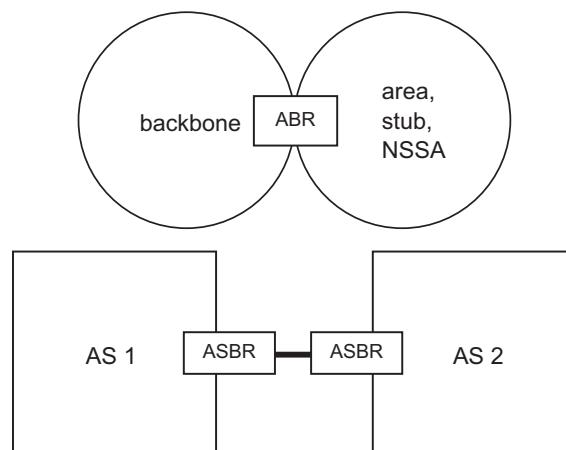 backbone
ABR
area,
stub,
NSSA
AS 1
ASBR
ASBR
AS 2